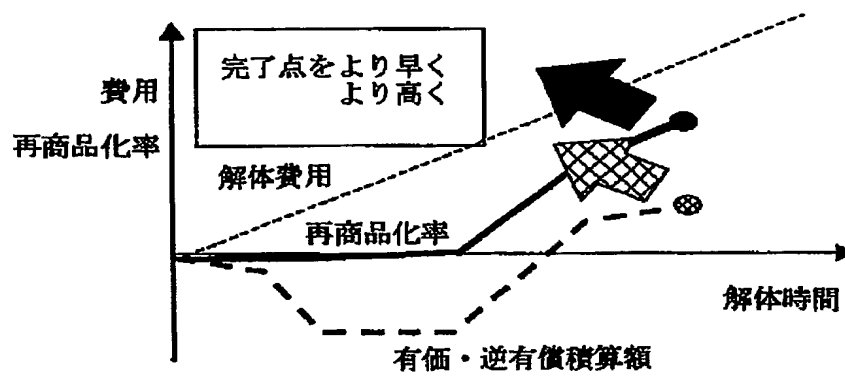 完了点をより早く
より高く
費用
再商品化率
解体費用
再商品化率
解体時間
有価・逆有償積算額